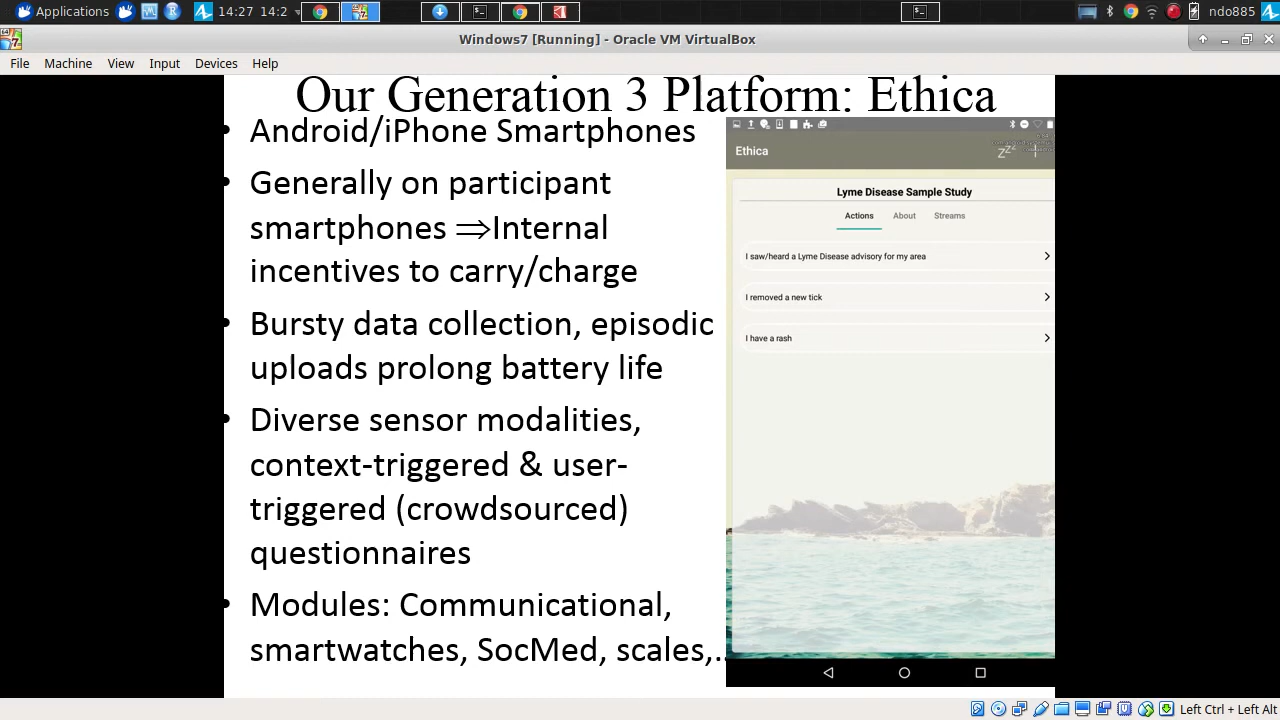 Applications 14:27 14:2 ndo885
Windows7 [Running] - Oracle VM VirtualBox
File Machine View Input Devices Help
Our Generation 3 Platform: Ethica
• Android/iPhone Smartphones
• Generally on participant
smartphones ⇒Internal
incentives to carry/charge
• Bursty data collection, episodic
uploads prolong battery life
• Diverse sensor modalities,
context-triggered & user-
triggered (crowdsourced)
questionnaires
• Modules: Communicational,
smartwatches, SocMed, scales,..
Ethica
Lyme Disease Sample Study
Actions About Streams
I saw/heard a Lyme Disease advisory for my area
I removed a new tick
I have a rash
Left Ctrl + Left Alt